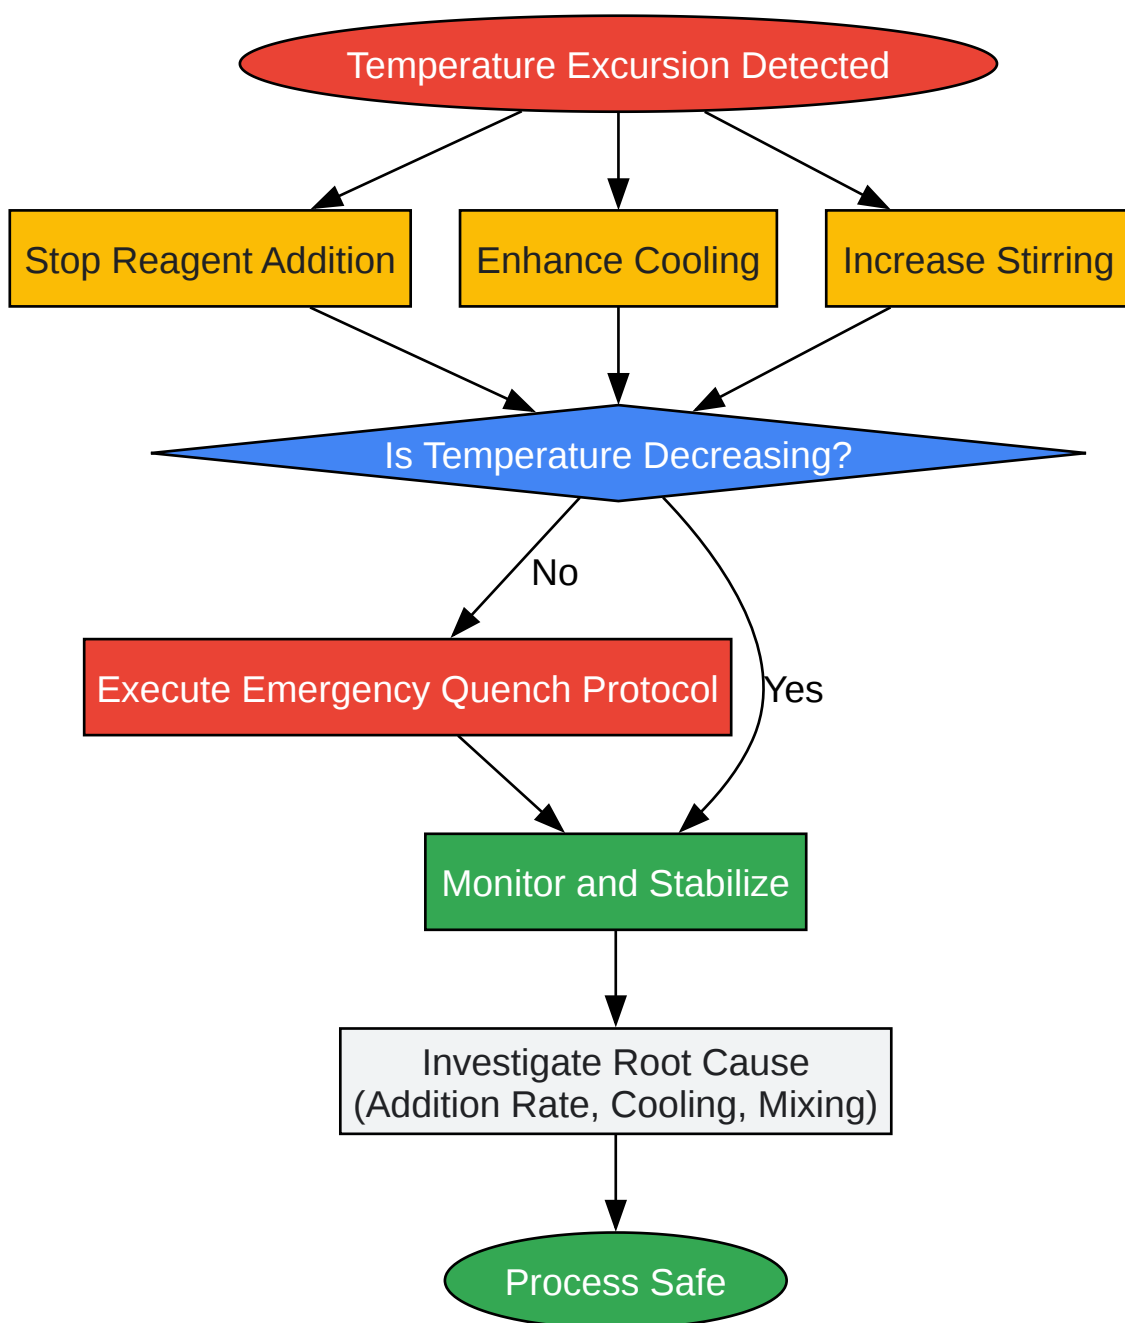 Temperature Excursion Detected
Stop Reagent Addition
Enhance Cooling
Increase Stirring
Is Temperature Decreasing?
No
Execute Emergency Quench Protocol
Yes
Monitor and Stabilize
Investigate Root Cause
(Addition Rate, Cooling, Mixing)
Process Safe